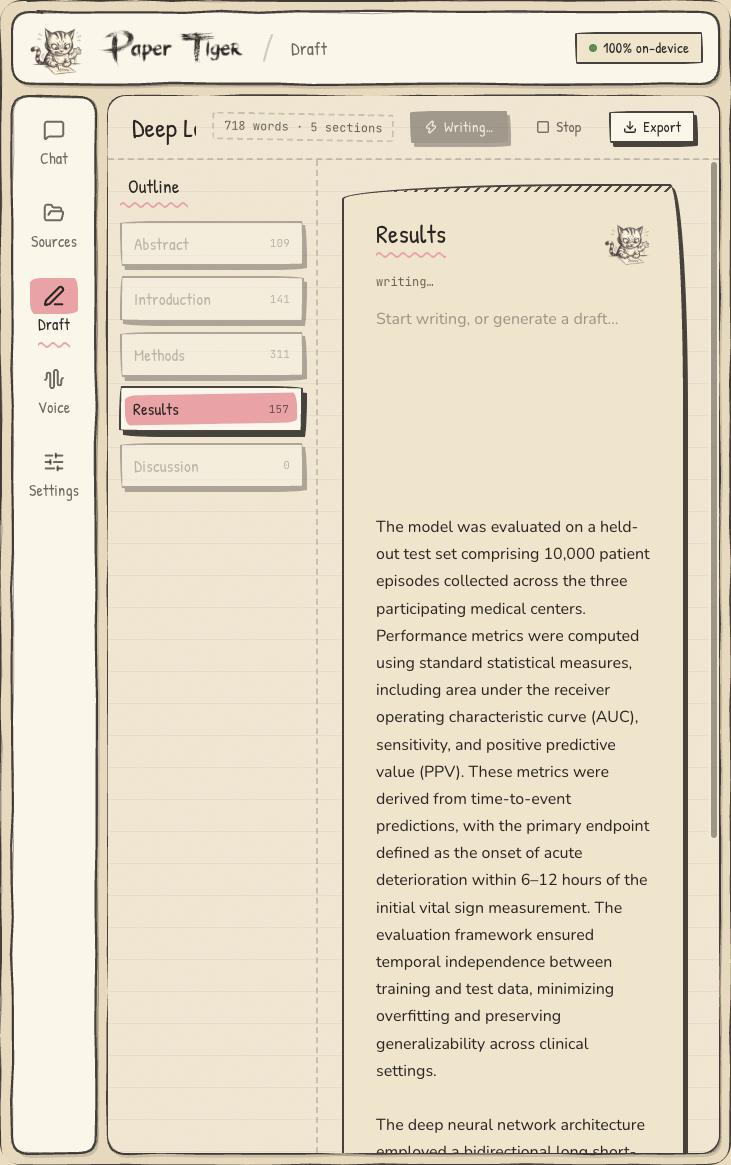 Paper Tiger / Draft
100% on-device
Chat
Sources
Draft
Voice
Settings
Deep
718 words · 5 sections
Writing…
Stop
Export
Outline
Abstract 109
Introduction 141
Methods 311
Results 157
Discussion 0
Results
writing…
Start writing, or generate a draft…
The model was evaluated on a held-
out test set comprising 10,000 patient
episodes collected across the three
participating medical centers.
Performance metrics were computed
using standard statistical measures,
including area under the receiver
operating characteristic curve (AUC),
sensitivity, and positive predictive
value (PPV). These metrics were
derived from time-to-event
predictions, with the primary endpoint
defined as the onset of acute
deterioration within 6–12 hours of the
initial vital sign measurement. The
evaluation framework ensured
temporal independence between
training and test data, minimizing
overfitting and preserving
generalizability across clinical
settings.
The deep neural network architecture
employed a bidirectional long short-